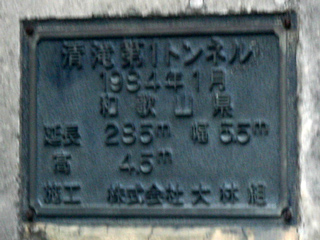 清滝第1トンネル
1984年1月
和歌山県
延長 285m 幅 5.5m
高 4.5m
施工 株式会社 大林組